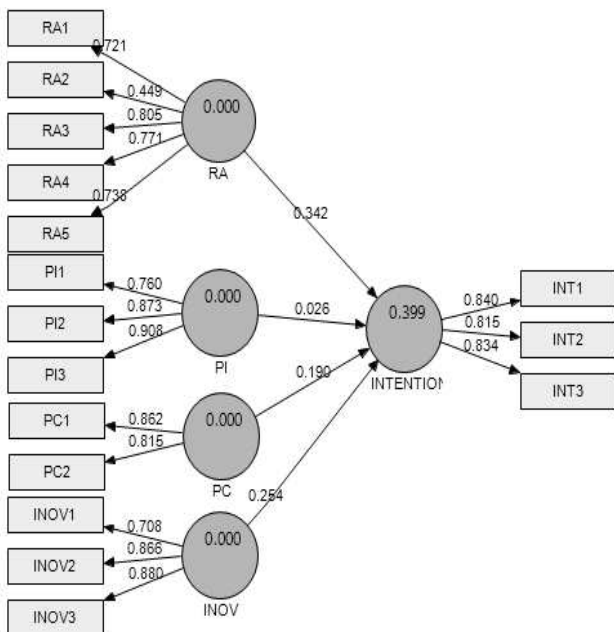 RA1
0.721
RA2
0.449
RA3
0.805
RA4
0.771
RA5
0.738
0.000
RA
0.342
PI1
0.760
PI2
0.873
PI3
0.908
0.000
PI
0.026
PC1
0.862
PC2
0.815
0.000
PC
0.190
INOV1
0.708
INOV2
0.866
INOV3
0.880
0.000
INOV
0.254
0.399
INTENTION
0.840
INT1
0.815
INT2
0.834
INT3